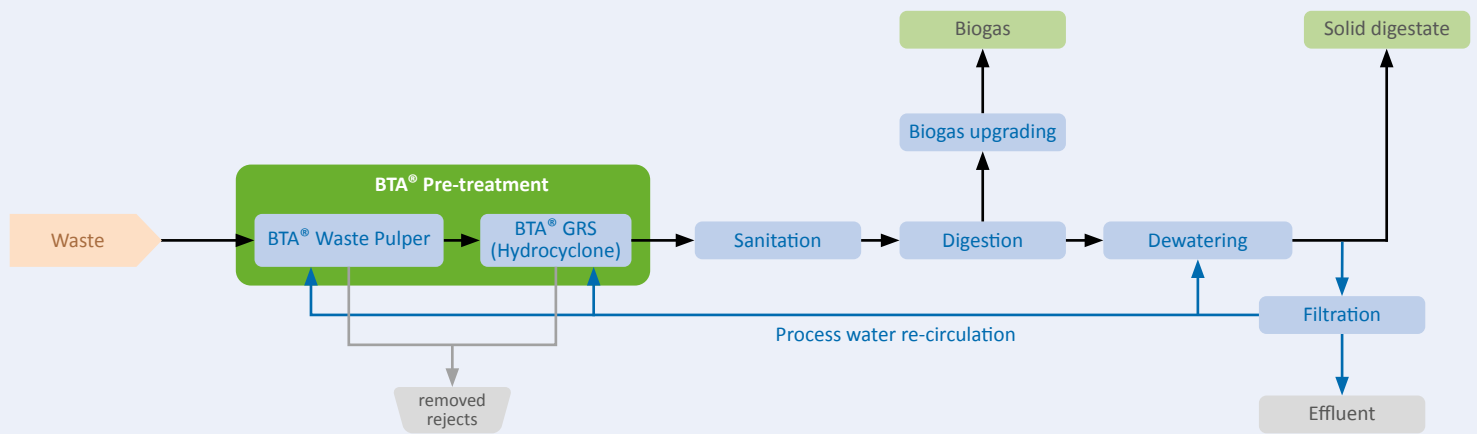 Biogas
Solid digestate
Biogas upgrading
BTA® Pre-treatment
Waste
BTA® Waste Pulper
BTA® GRS
(Hydrocyclone)
Sanitation
Digestion
Dewatering
Filtration
Process water re-circulation
removed
rejects
Effluent